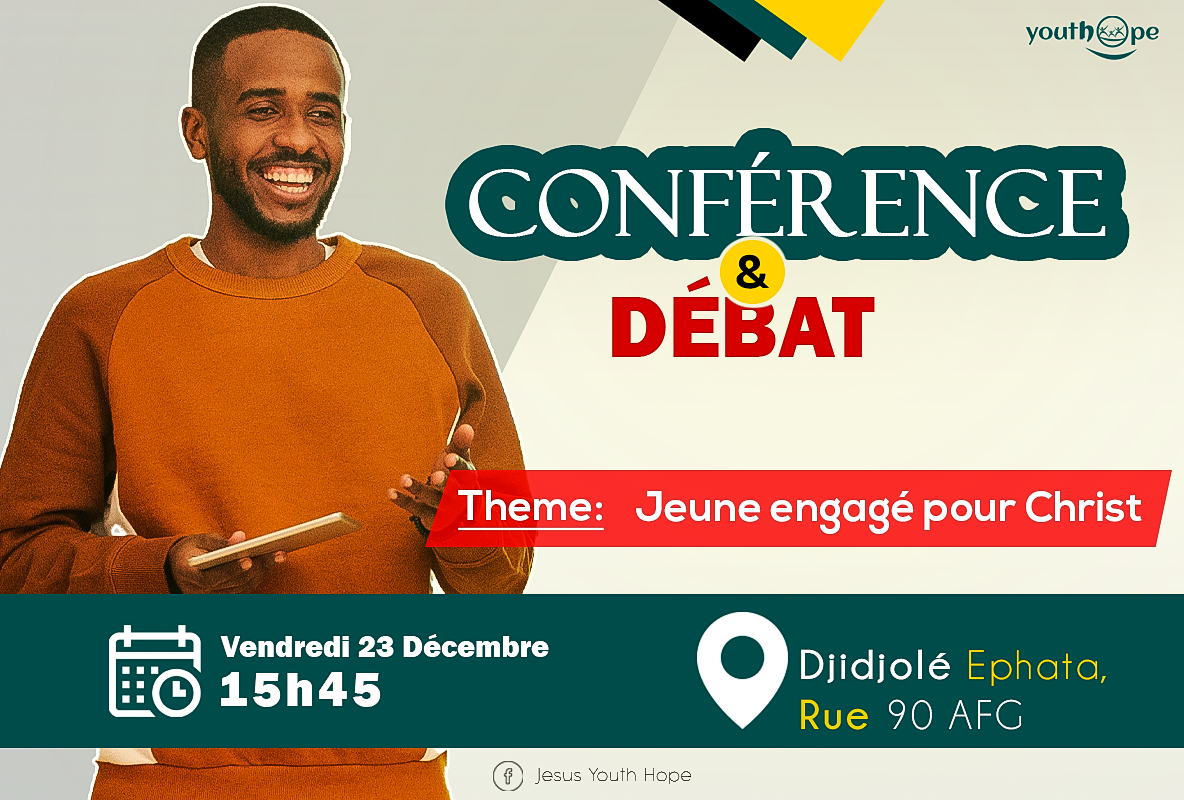 youthope
CONFÉRENCE
&
DÉBAT
Theme: Jeune engagé pour Christ
Vendredi 23 Décembre
15h45
Djidjolé Ephata,
Rue 90 AFG
Jesus Youth Hope